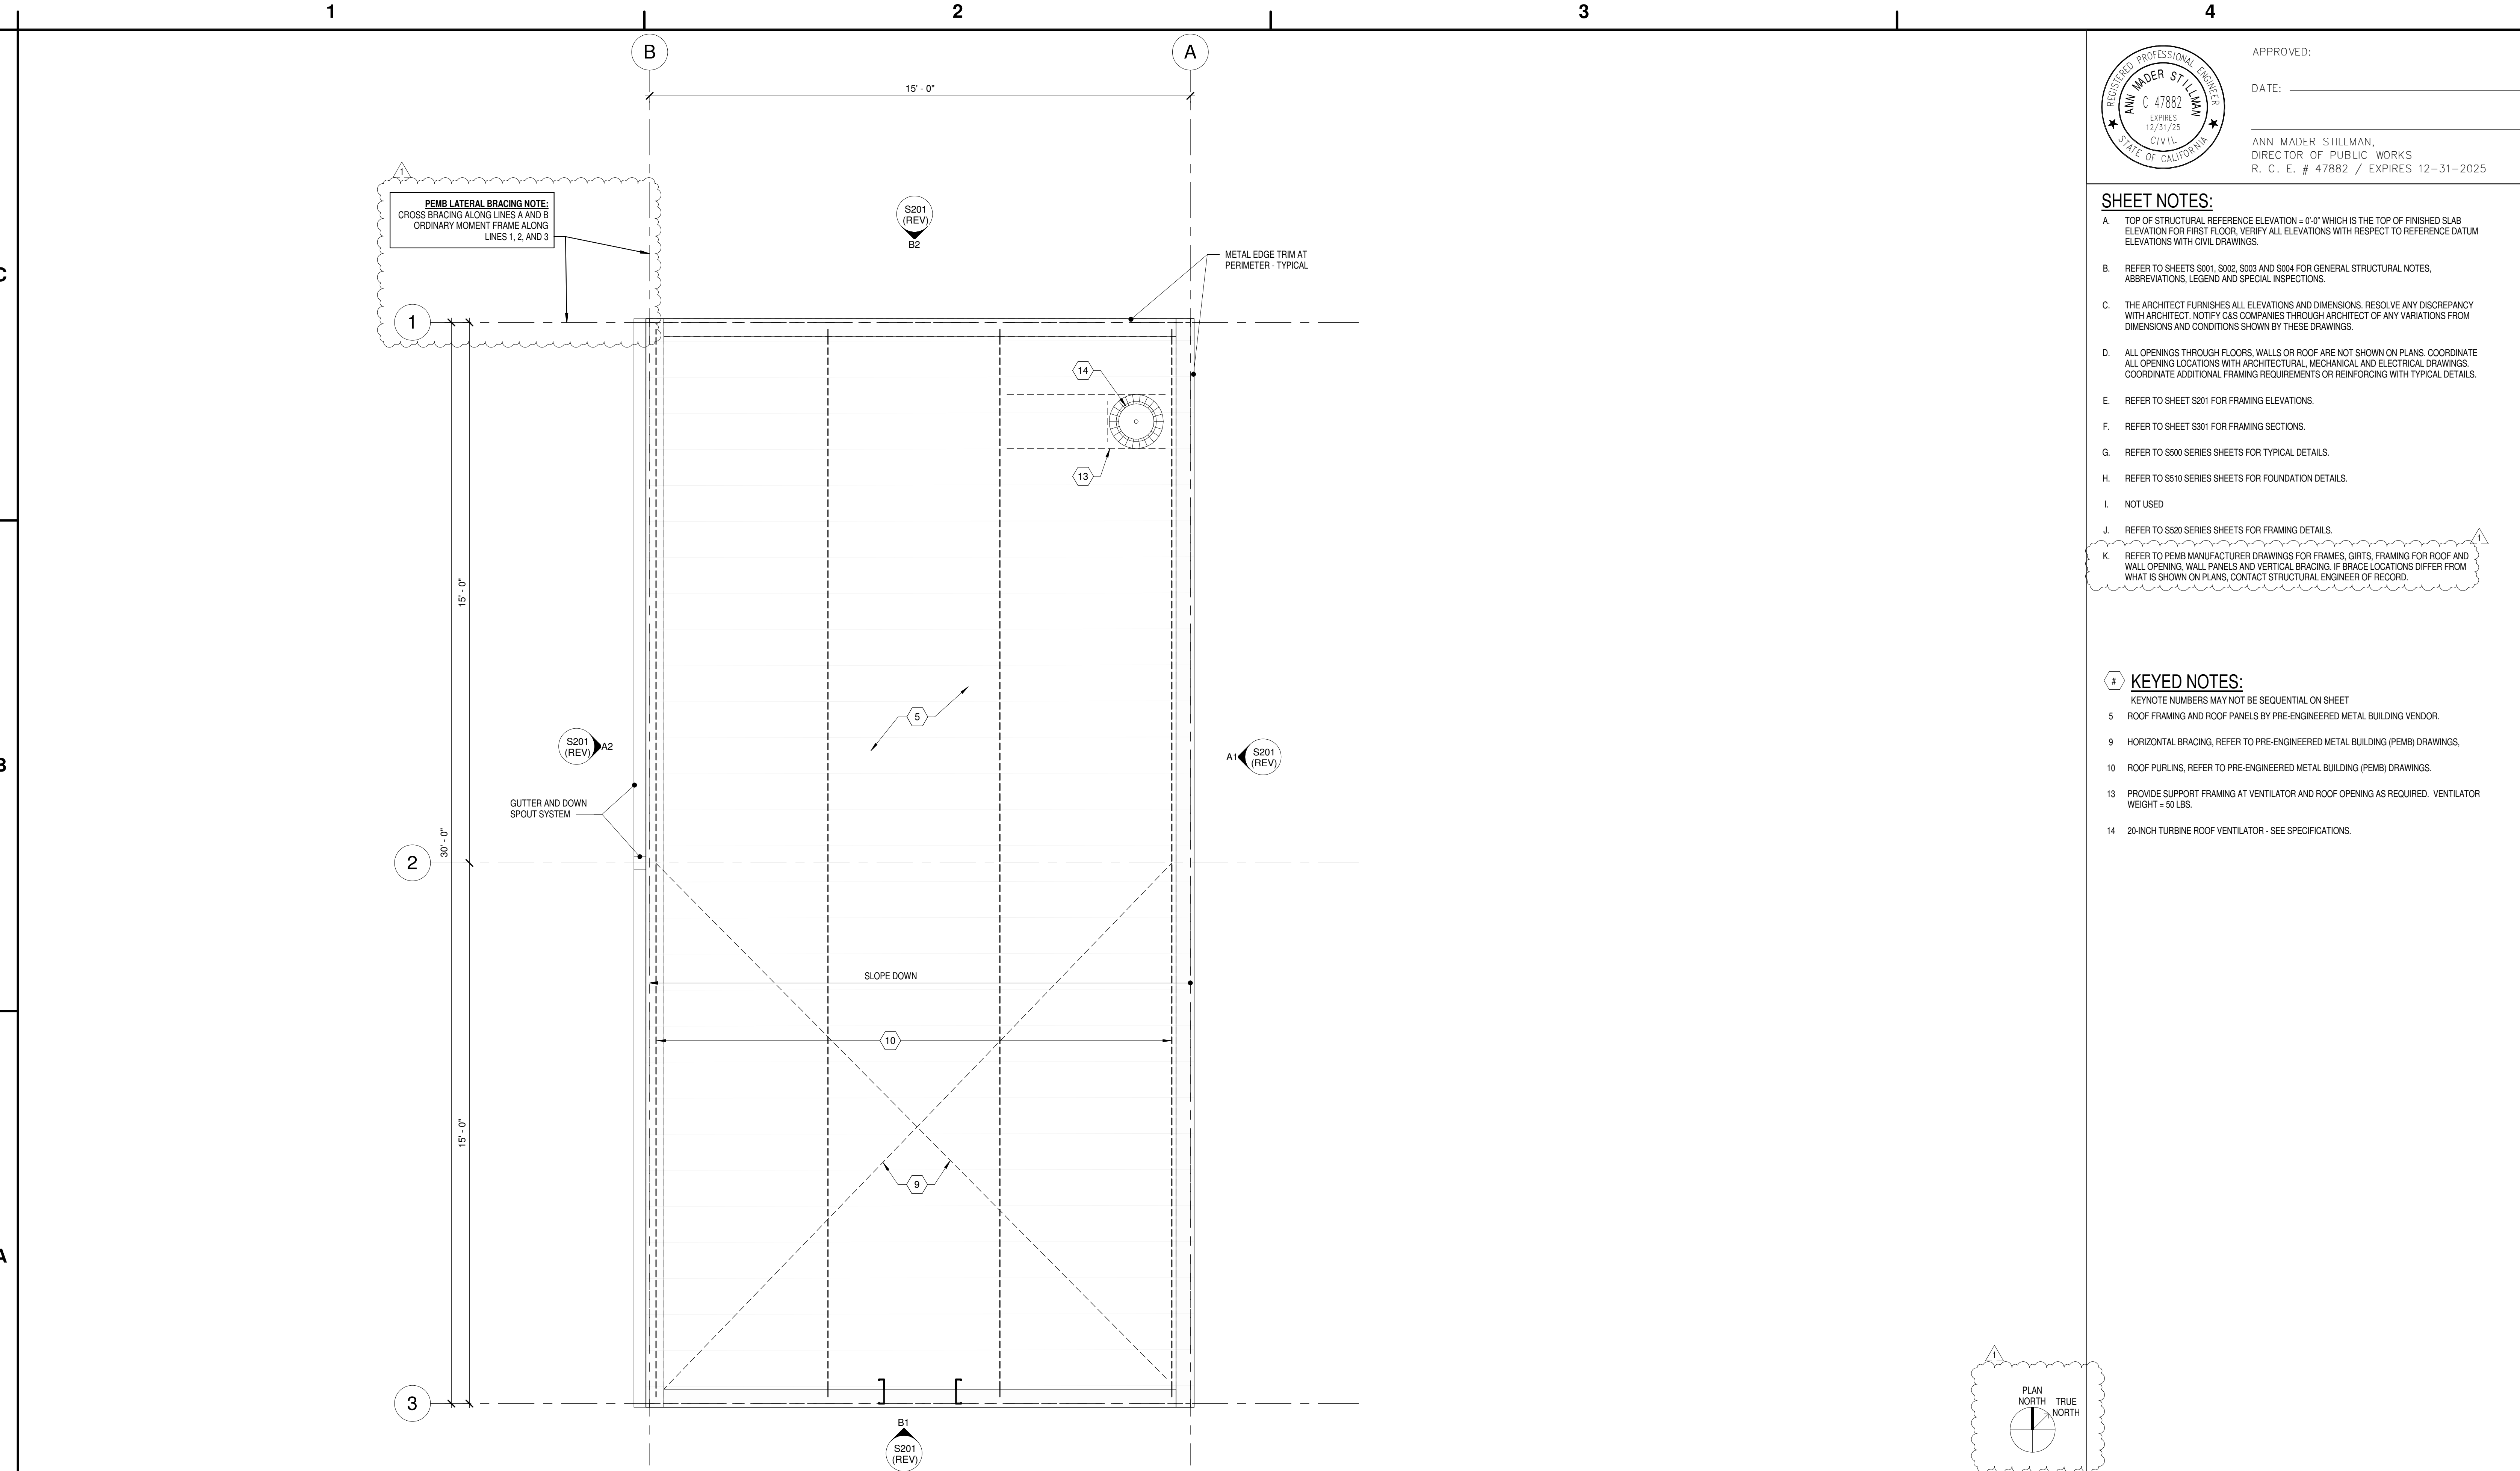 1
2
3
4
C
B
A
B
A
15' - 0"
1
PEMB LATERAL BRACING NOTE:
CROSS BRACING ALONG LINES A AND B
ORDINARY MOMENT FRAME ALONG
LINES 1, 2, AND 3
S201
(REV)
B2
METAL EDGE TRIM AT
PERIMETER - TYPICAL
1
14
13
15' - 0"
5
S201
(REV)
A2
A1
S201
(REV)
GUTTER AND DOWN
SPOUT SYSTEM
30' - 0"
2
SLOPE DOWN
10
15' - 0"
9
3
B1
S201
(REV)
REGISTERED PROFESSIONAL ENGINEER
ANN MADER STILLMAN
C 47882
EXPIRES
12/31/25
CIVIL
STATE OF CALIFORNIA
APPROVED:
DATE:
ANN MADER STILLMAN,
DIRECTOR OF PUBLIC WORKS
R. C. E. # 47882 / EXPIRES 12-31-2025
SHEET NOTES:
A. TOP OF STRUCTURAL REFERENCE ELEVATION = 0'-0" WHICH IS THE TOP OF FINISHED SLAB
ELEVATION FOR FIRST FLOOR, VERIFY ALL ELEVATIONS WITH RESPECT TO REFERENCE DATUM
ELEVATIONS WITH CIVIL DRAWINGS.
B. REFER TO SHEETS S001, S002, S003 AND S004 FOR GENERAL STRUCTURAL NOTES,
ABBREVIATIONS, LEGEND AND SPECIAL INSPECTIONS.
C. THE ARCHITECT FURNISHES ALL ELEVATIONS AND DIMENSIONS. RESOLVE ANY DISCREPANCY
WITH ARCHITECT. NOTIFY C&S COMPANIES THROUGH ARCHITECT OF ANY VARIATIONS FROM
DIMENSIONS AND CONDITIONS SHOWN BY THESE DRAWINGS.
D. ALL OPENINGS THROUGH FLOORS, WALLS OR ROOF ARE NOT SHOWN ON PLANS. COORDINATE
ALL OPENING LOCATIONS WITH ARCHITECTURAL, MECHANICAL AND ELECTRICAL DRAWINGS.
COORDINATE ADDITIONAL FRAMING REQUIREMENTS OR REINFORCING WITH TYPICAL DETAILS.
E. REFER TO SHEET S201 FOR FRAMING ELEVATIONS.
F. REFER TO SHEET S301 FOR FRAMING SECTIONS.
G. REFER TO S500 SERIES SHEETS FOR TYPICAL DETAILS.
H. REFER TO S510 SERIES SHEETS FOR FOUNDATION DETAILS.
I. NOT USED
J. REFER TO S520 SERIES SHEETS FOR FRAMING DETAILS.
1
K. REFER TO PEMB MANUFACTURER DRAWINGS FOR FRAMES, GIRTS, FRAMING FOR ROOF AND
WALL OPENING, WALL PANELS AND VERTICAL BRACING. IF BRACE LOCATIONS DIFFER FROM
WHAT IS SHOWN ON PLANS, CONTACT STRUCTURAL ENGINEER OF RECORD.
# KEYED NOTES:
KEYNOTE NUMBERS MAY NOT BE SEQUENTIAL ON SHEET
5 ROOF FRAMING AND ROOF PANELS BY PRE-ENGINEERED METAL BUILDING VENDOR.
9 HORIZONTAL BRACING, REFER TO PRE-ENGINEERED METAL BUILDING (PEMB) DRAWINGS,
10 ROOF PURLINS, REFER TO PRE-ENGINEERED METAL BUILDING (PEMB) DRAWINGS.
13 PROVIDE SUPPORT FRAMING AT VENTILATOR AND ROOF OPENING AS REQUIRED. VENTILATOR
WEIGHT = 50 LBS.
14 20-INCH TURBINE ROOF VENTILATOR - SEE SPECIFICATIONS.
1
PLAN
NORTH
TRUE
NORTH